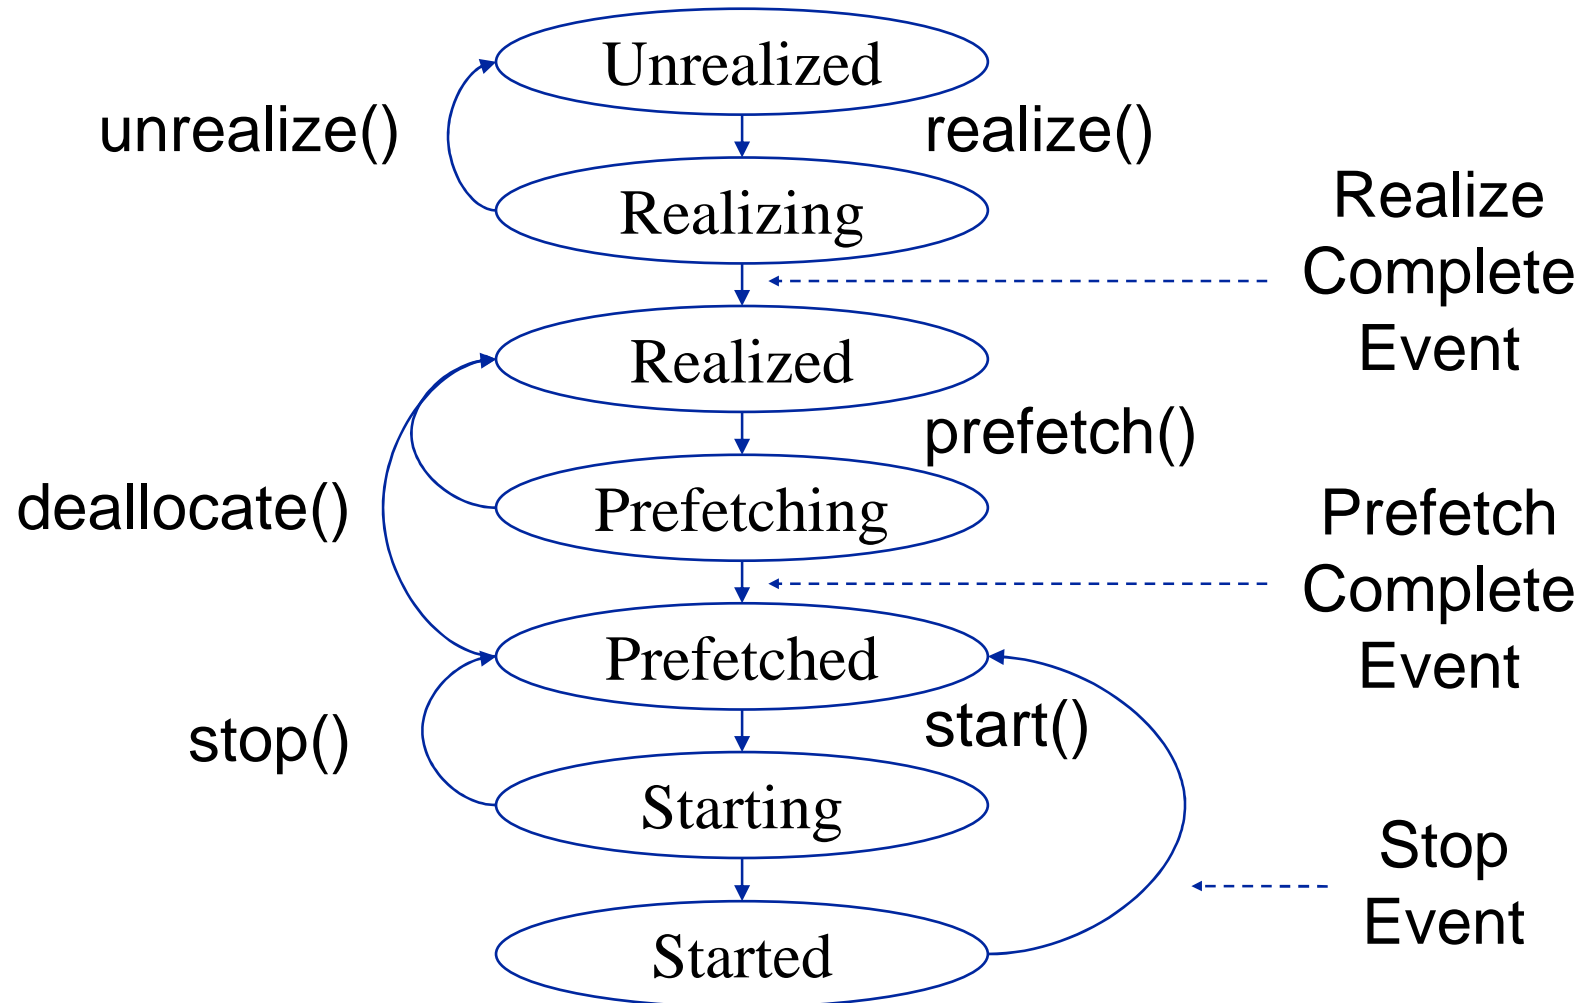 Unrealized
unrealize()
realize()
Realizing
Realize
Complete
Event
Realized
prefetch()
deallocate()
Prefetching
Prefetch
Complete
Event
Prefetched
stop()
start()
Starting
Stop
Event
Started